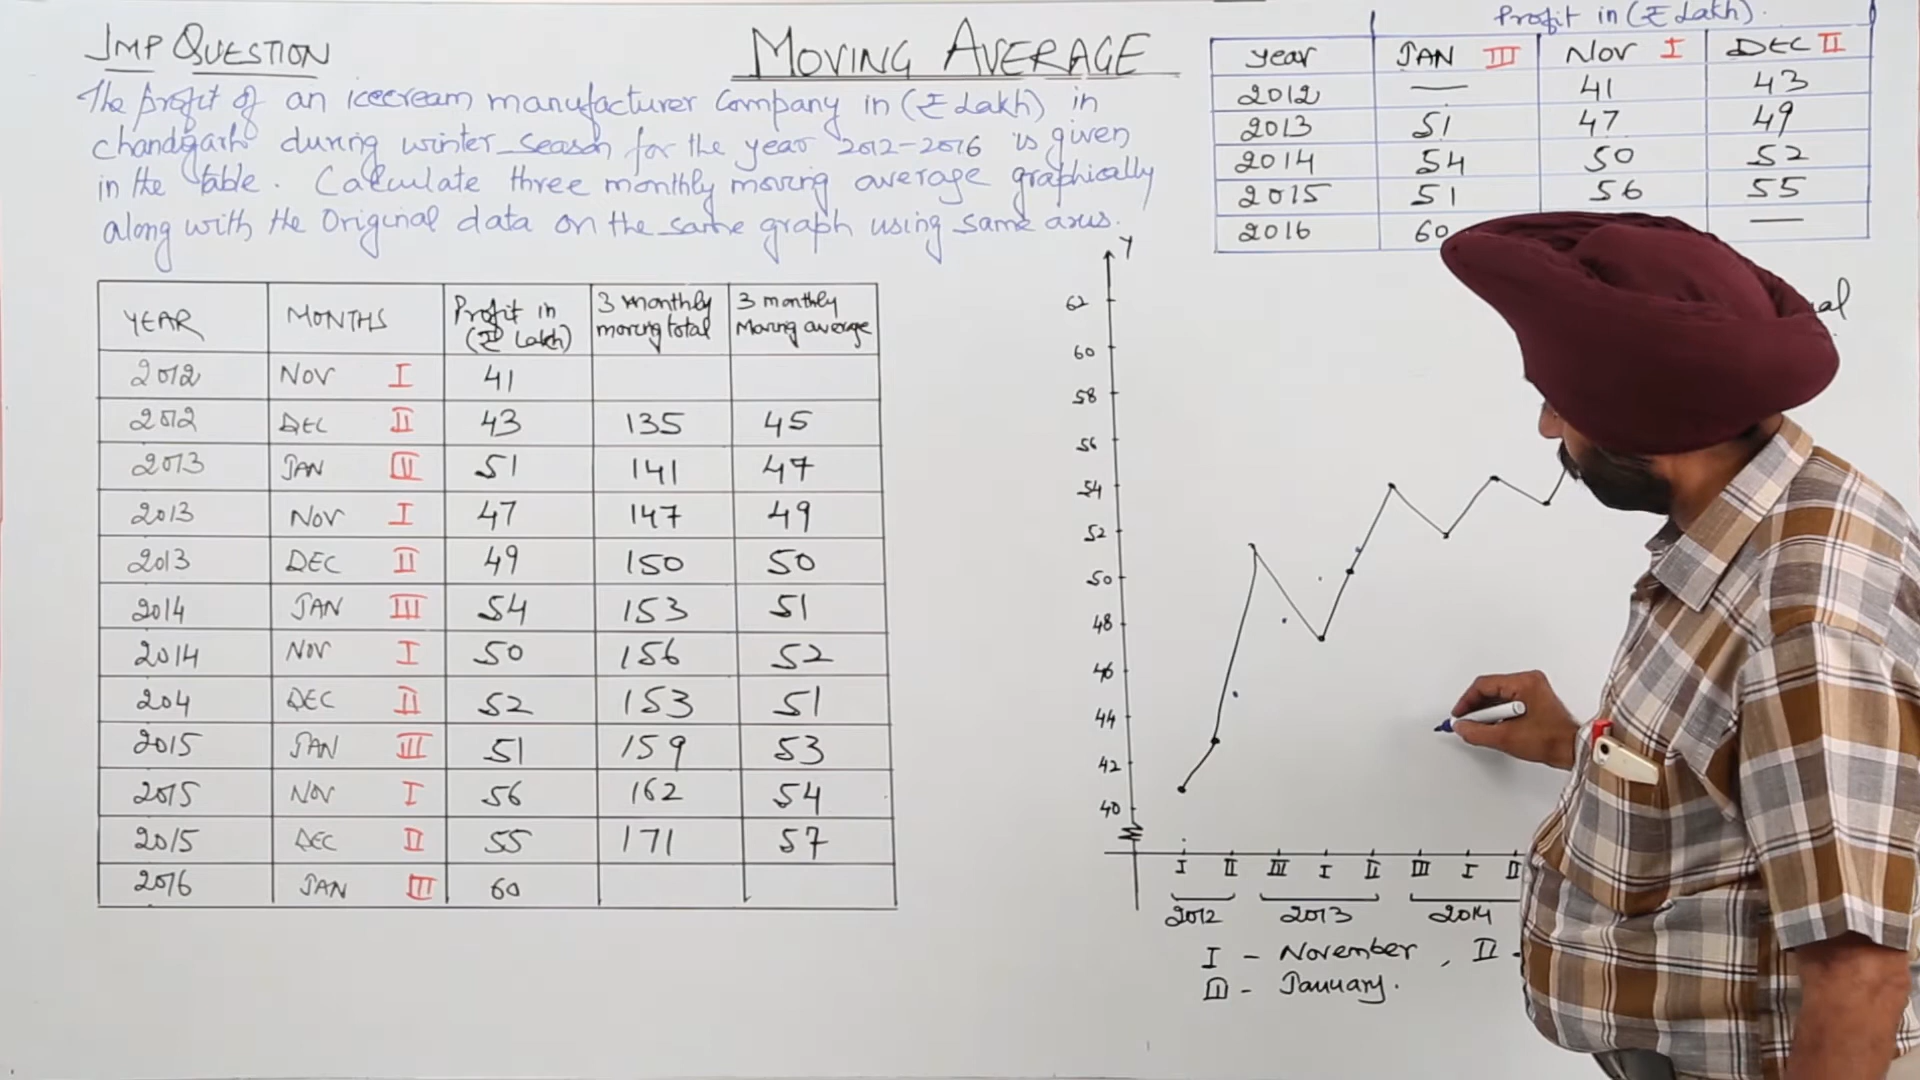 IMP QUESTION
MOVING AVERAGE
The profit of an icecream manufacturer Company in (₹ Lakh) in
chandgarh during winter season for the year 2012-2016 is given
in the table. Calculate three monthly moving average graphically
along with the Original data on the same graph using same axus.
Profit in (₹ Lakh).
Year JAN III NOV I DEC II
2012 — 41 43
2013 51 47 49
2014 54 50 52
2015 51 56 55
2016 60 —
YEAR MONTHS Profit in (₹ Lakh) 3 monthly moving total 3 monthly Moving average
2012 NOV I 41
2012 DEC II 43 135 45
2013 JAN III 51 141 47
2013 NOV I 47 147 49
2013 DEC II 49 150 50
2014 JAN III 54 153 51
2014 NOV I 50 156 52
204 DEC II 52 153 51
2015 JAN III 51 159 53
2015 NOV I 56 162 54
2015 DEC II 55 171 57
2016 JAN III 60
Y
62
60
58
56
54
52
50
48
46
44
42
40
I II III I II III I II
2012 2013 2014
I - November , II -
III - January.